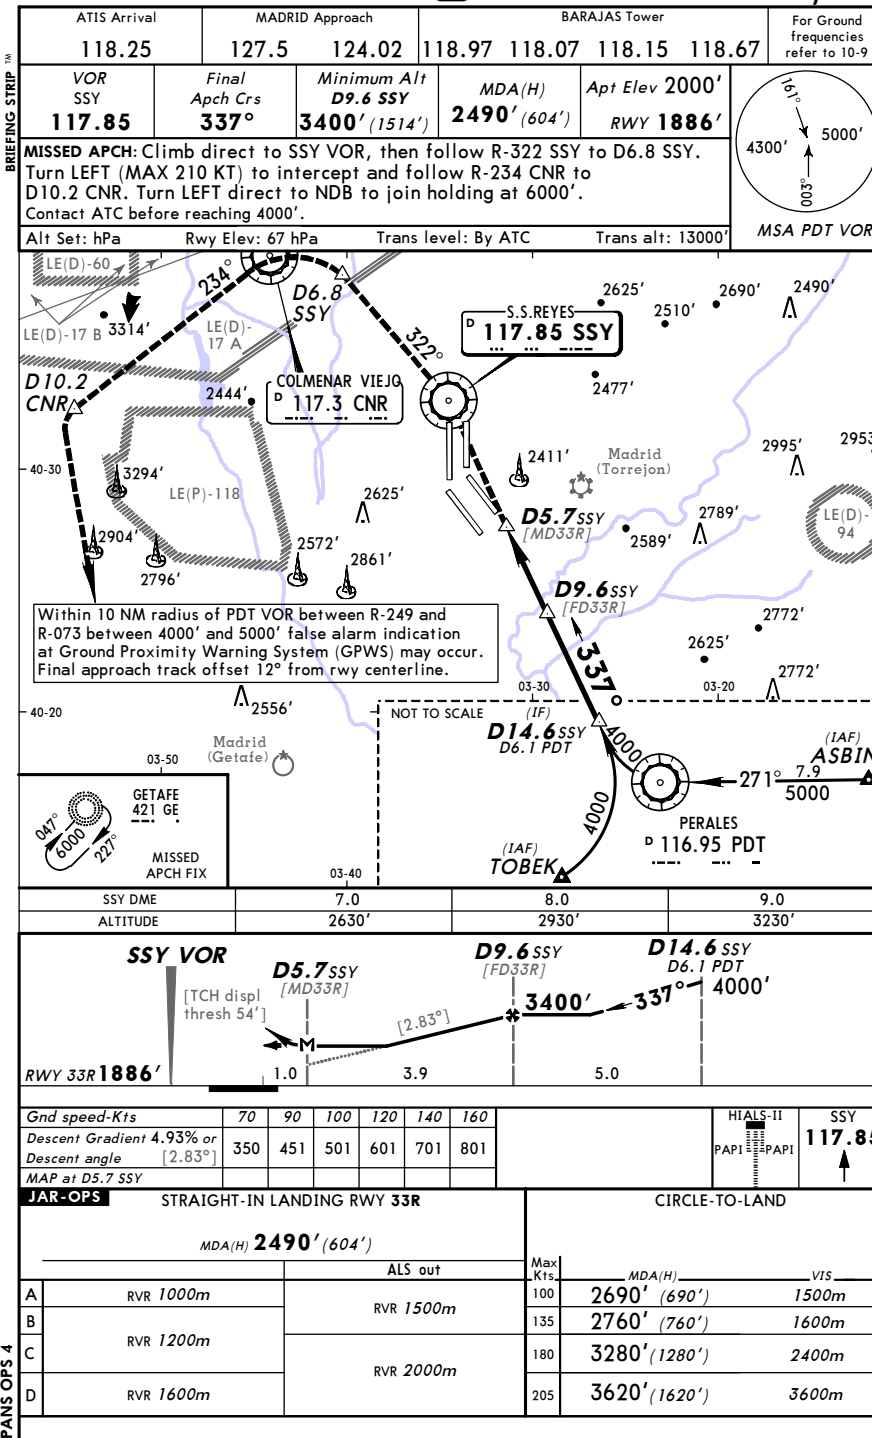 ATIS Arrival
118.25
MADRID Approach
127.5 124.02
BARAJAS Tower
118.97 118.07 118.15 118.67
For Ground
frequencies
refer to 10-9
BRIEFING STRIP TM
VOR
SSY
117.85
Final
Apch Crs
337°
Minimum Alt
D9.6 SSY
3400' (1514')
MDA(H)
2490' (604')
Apt Elev 2000'
RWY 1886'
161°
4300'
5000'
003°
MSA PDT VOR
MISSED APCH: Climb direct to SSY VOR, then follow R-322 SSY to D6.8 SSY.
Turn LEFT (MAX 210 KT) to intercept and follow R-234 CNR to
D10.2 CNR. Turn LEFT direct to NDB to join holding at 6000'.
Contact ATC before reaching 4000'.
Alt Set: hPa Rwy Elev: 67 hPa Trans level: By ATC Trans alt: 13000'
LE(D)-60
234°
D6.8
SSY
2625'
2690'
2490'
2510'
3314'
LE(D)-17 B
LE(D)-
17 A
322°
S.S.REYES
D 117.85 SSY
D10.2
CNR
2444'
COLMENAR VIEJO
D 117.3 CNR
2477'
40-30
3294'
LE(P)-118
2625'
2411'
Madrid
(Torrejon)
2995'
2953
2904'
2796'
2572'
2861'
D5.7 SSY
[MD33R]
2589'
2789'
LE(D)-
94
D9.6 SSY
[FD33R]
Within 10 NM radius of PDT VOR between R-249 and
R-073 between 4000' and 5000' false alarm indication
at Ground Proximity Warning System (GPWS) may occur.
Final approach track offset 12° from rwy centerline.
2772'
2625'
337°
03-30
03-20
2772'
40-20
2556'
NOT TO SCALE
(IF)
D14.6 SSY
D6.1 PDT
4000
Madrid
(Getafe)
03-50
(IAF)
ASBIN
271° 7.9
5000
GETAFE
421 GE
047°
6000
227°
MISSED
APCH FIX
4000
PERALES
D 116.95 PDT
(IAF)
TOBEK
03-40
SSY DME 7.0 8.0 9.0
ALTITUDE 2630' 2930' 3230'
SSY VOR
D5.7 SSY
[MD33R]
D9.6 SSY
[FD33R]
D14.6 SSY
D6.1 PDT
[TCH displ
thresh 54']
[2.83°]
3400'
337°
4000'
M
RWY 33R 1886'
1.0 3.9 5.0
Gnd speed-Kts 70 90 100 120 140 160
Descent Gradient 4.93% or
Descent angle [2.83°]
350 451 501 601 701 801
MAP at D5.7 SSY
HIALS-II
PAPI PAPI
SSY
117.85
JAR-OPS
STRAIGHT-IN LANDING RWY 33R
CIRCLE-TO-LAND
MDA(H) 2490' (604')
ALS out
Max
Kts
MDA(H) VIS
A RVR 1000m
RVR 1500m
100 2690' (690') 1500m
B
RVR 1200m
135 2760' (760') 1600m
C
RVR 2000m
180 3280' (1280') 2400m
D RVR 1600m
205 3620' (1620') 3600m
PANS OPS 4